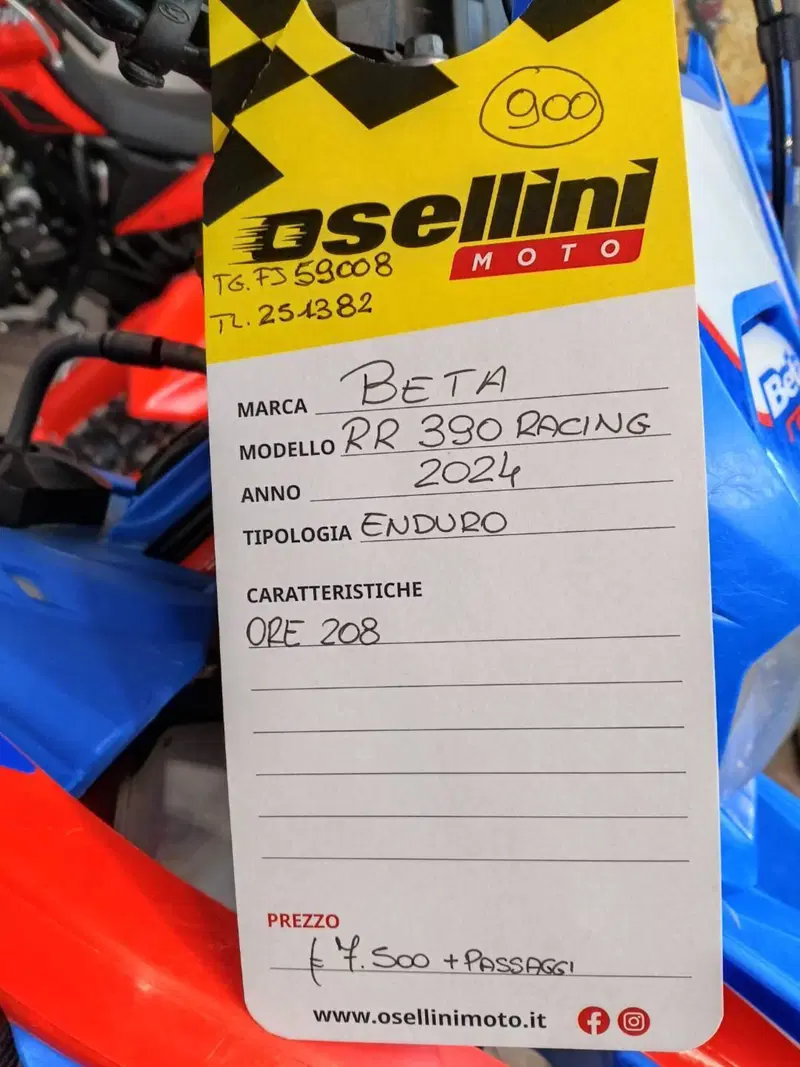 900
osellini
MOTO
TG. FJ 59008
TL. 251382
MARCA BETA
MODELLO RR 390 RACING
ANNO 2024
TIPOLOGIA ENDURO
CARATTERISTICHE
ORE 208
PREZZO
€ 7.500 + PASSAGGI
www.osellinimoto.it
Beta